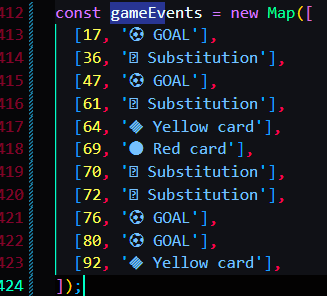 412 const gameEvents = new Map([
413 [17, '⚽ GOAL'],
414 [36, '� Substitution'],
415 [47, '⚽ GOAL'],
416 [61, '� Substitution'],
417 [64, '🔶 Yellow card'],
418 [69, '🔴 Red card'],
419 [70, '� Substitution'],
420 [72, '� Substitution'],
421 [76, '⚽ GOAL'],
422 [80, '⚽ GOAL'],
423 [92, '🔶 Yellow card'],
424 ]);